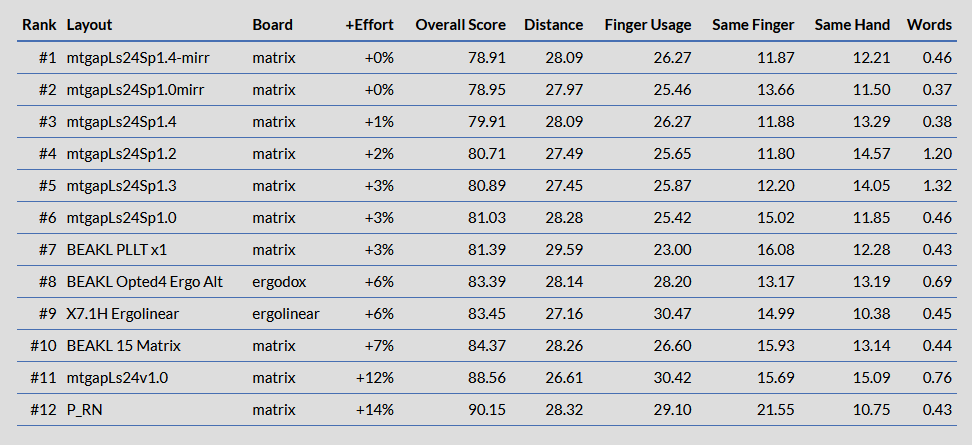 Rank Layout Board +Effort Overall Score Distance Finger Usage Same Finger Same Hand Words
#1 mtgapLs24Sp1.4-mirr matrix +0% 78.91 28.09 26.27 11.87 12.21 0.46
#2 mtgapLs24Sp1.0mirr matrix +0% 78.95 27.97 25.46 13.66 11.50 0.37
#3 mtgapLs24Sp1.4 matrix +1% 79.91 28.09 26.27 11.88 13.29 0.38
#4 mtgapLs24Sp1.2 matrix +2% 80.71 27.49 25.65 11.80 14.57 1.20
#5 mtgapLs24Sp1.3 matrix +3% 80.89 27.45 25.87 12.20 14.05 1.32
#6 mtgapLs24Sp1.0 matrix +3% 81.03 28.28 25.42 15.02 11.85 0.46
#7 BEAKL PLLT x1 matrix +3% 81.39 29.59 23.00 16.08 12.28 0.43
#8 BEAKL Opted4 Ergo Alt ergodox +6% 83.39 28.14 28.20 13.17 13.19 0.69
#9 X7.1H Ergolinear ergolinear +6% 83.45 27.16 30.47 14.99 10.38 0.45
#10 BEAKL 15 Matrix matrix +7% 84.37 28.26 26.60 15.93 13.14 0.44
#11 mtgapLs24v1.0 matrix +12% 88.56 26.61 30.42 15.69 15.09 0.76
#12 P_RN matrix +14% 90.15 28.32 29.10 21.55 10.75 0.43